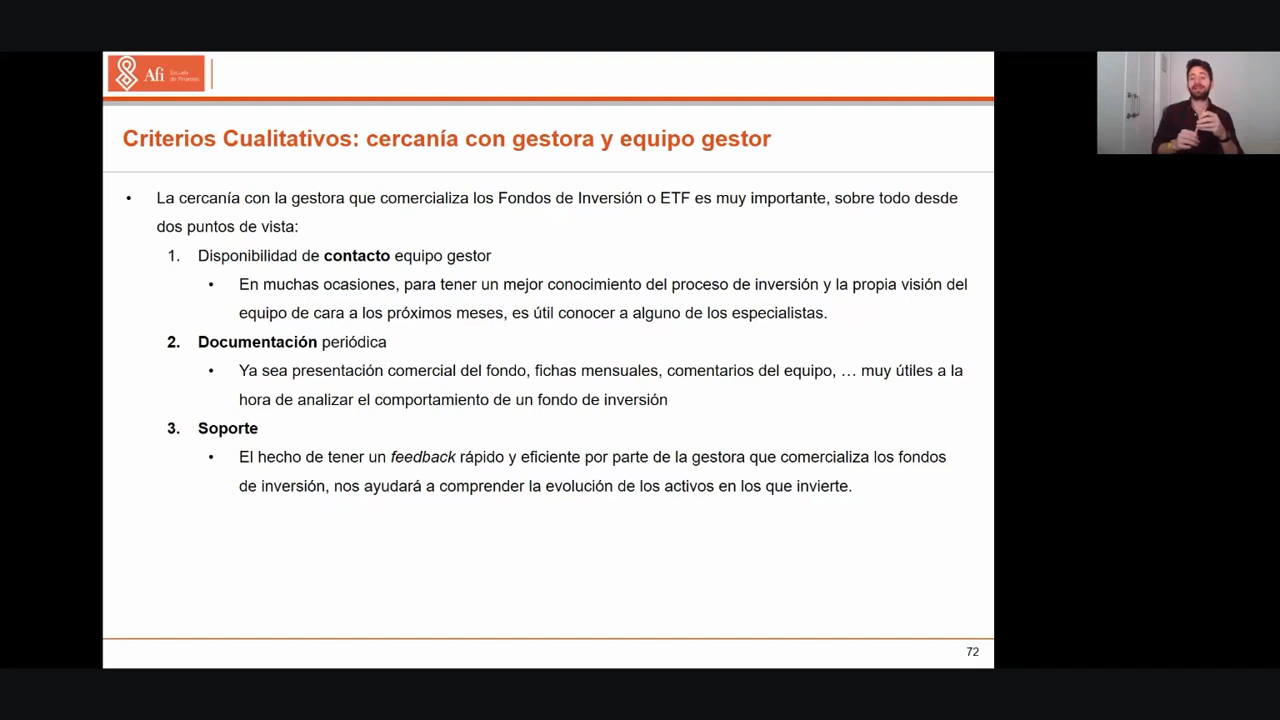 Afi Escuela de Finanzas
Criterios Cualitativos: cercanía con gestora y equipo gestor
• La cercanía con la gestora que comercializa los Fondos de Inversión o ETF es muy importante, sobre todo desde
dos puntos de vista:
1. Disponibilidad de contacto equipo gestor
• En muchas ocasiones, para tener un mejor conocimiento del proceso de inversión y la propia visión del
equipo de cara a los próximos meses, es útil conocer a alguno de los especialistas.
2. Documentación periódica
• Ya sea presentación comercial del fondo, fichas mensuales, comentarios del equipo, … muy útiles a la
hora de analizar el comportamiento de un fondo de inversión
3. Soporte
• El hecho de tener un feedback rápido y eficiente por parte de la gestora que comercializa los fondos
de inversión, nos ayudará a comprender la evolución de los activos en los que invierte.
72